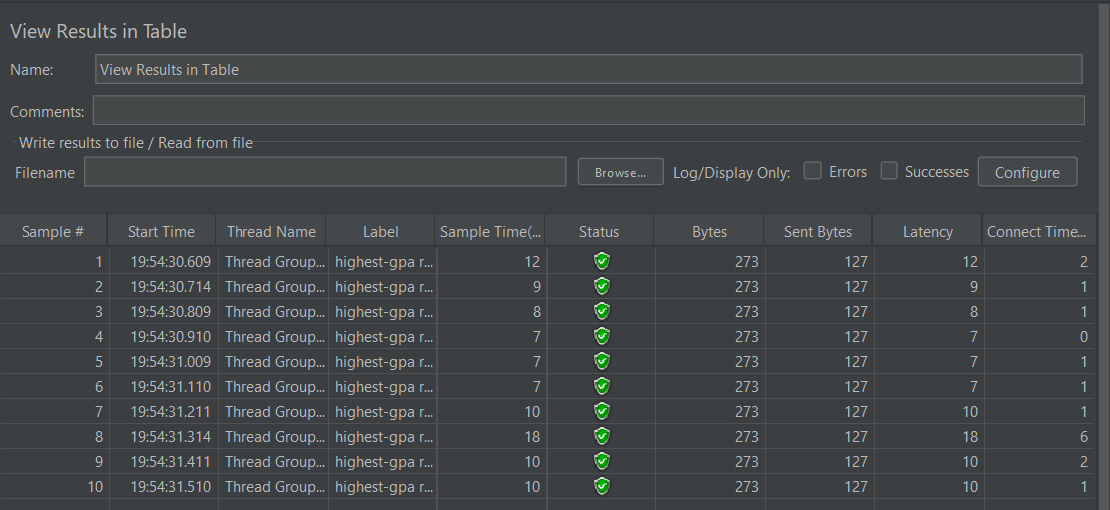 View Results in Table
Name: View Results in Table
Comments:
Write results to file / Read from file
Filename Browse... Log/Display Only: Errors Successes Configure
Sample # Start Time Thread Name Label Sample Time(... Status Bytes Sent Bytes Latency Connect Time...
1 19:54:30.609 Thread Group... highest-gpa r... 12 273 127 12 2
2 19:54:30.714 Thread Group... highest-gpa r... 9 273 127 9 1
3 19:54:30.809 Thread Group... highest-gpa r... 8 273 127 8 1
4 19:54:30.910 Thread Group... highest-gpa r... 7 273 127 7 0
5 19:54:31.009 Thread Group... highest-gpa r... 7 273 127 7 1
6 19:54:31.110 Thread Group... highest-gpa r... 7 273 127 7 1
7 19:54:31.211 Thread Group... highest-gpa r... 10 273 127 10 1
8 19:54:31.314 Thread Group... highest-gpa r... 18 273 127 18 6
9 19:54:31.411 Thread Group... highest-gpa r... 10 273 127 10 2
10 19:54:31.510 Thread Group... highest-gpa r... 10 273 127 10 1